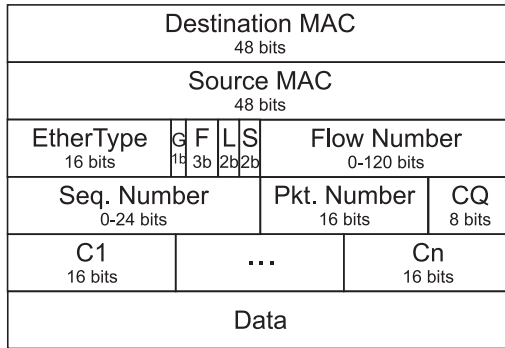 Destination MAC
48 bits
Source MAC
48 bits
EtherType G F L S Flow Number
16 bits 1b 3b 2b 2b 0-120 bits
Seq. Number Pkt. Number CQ
0-24 bits 16 bits 8 bits
C1 ... Cn
16 bits 16 bits
Data